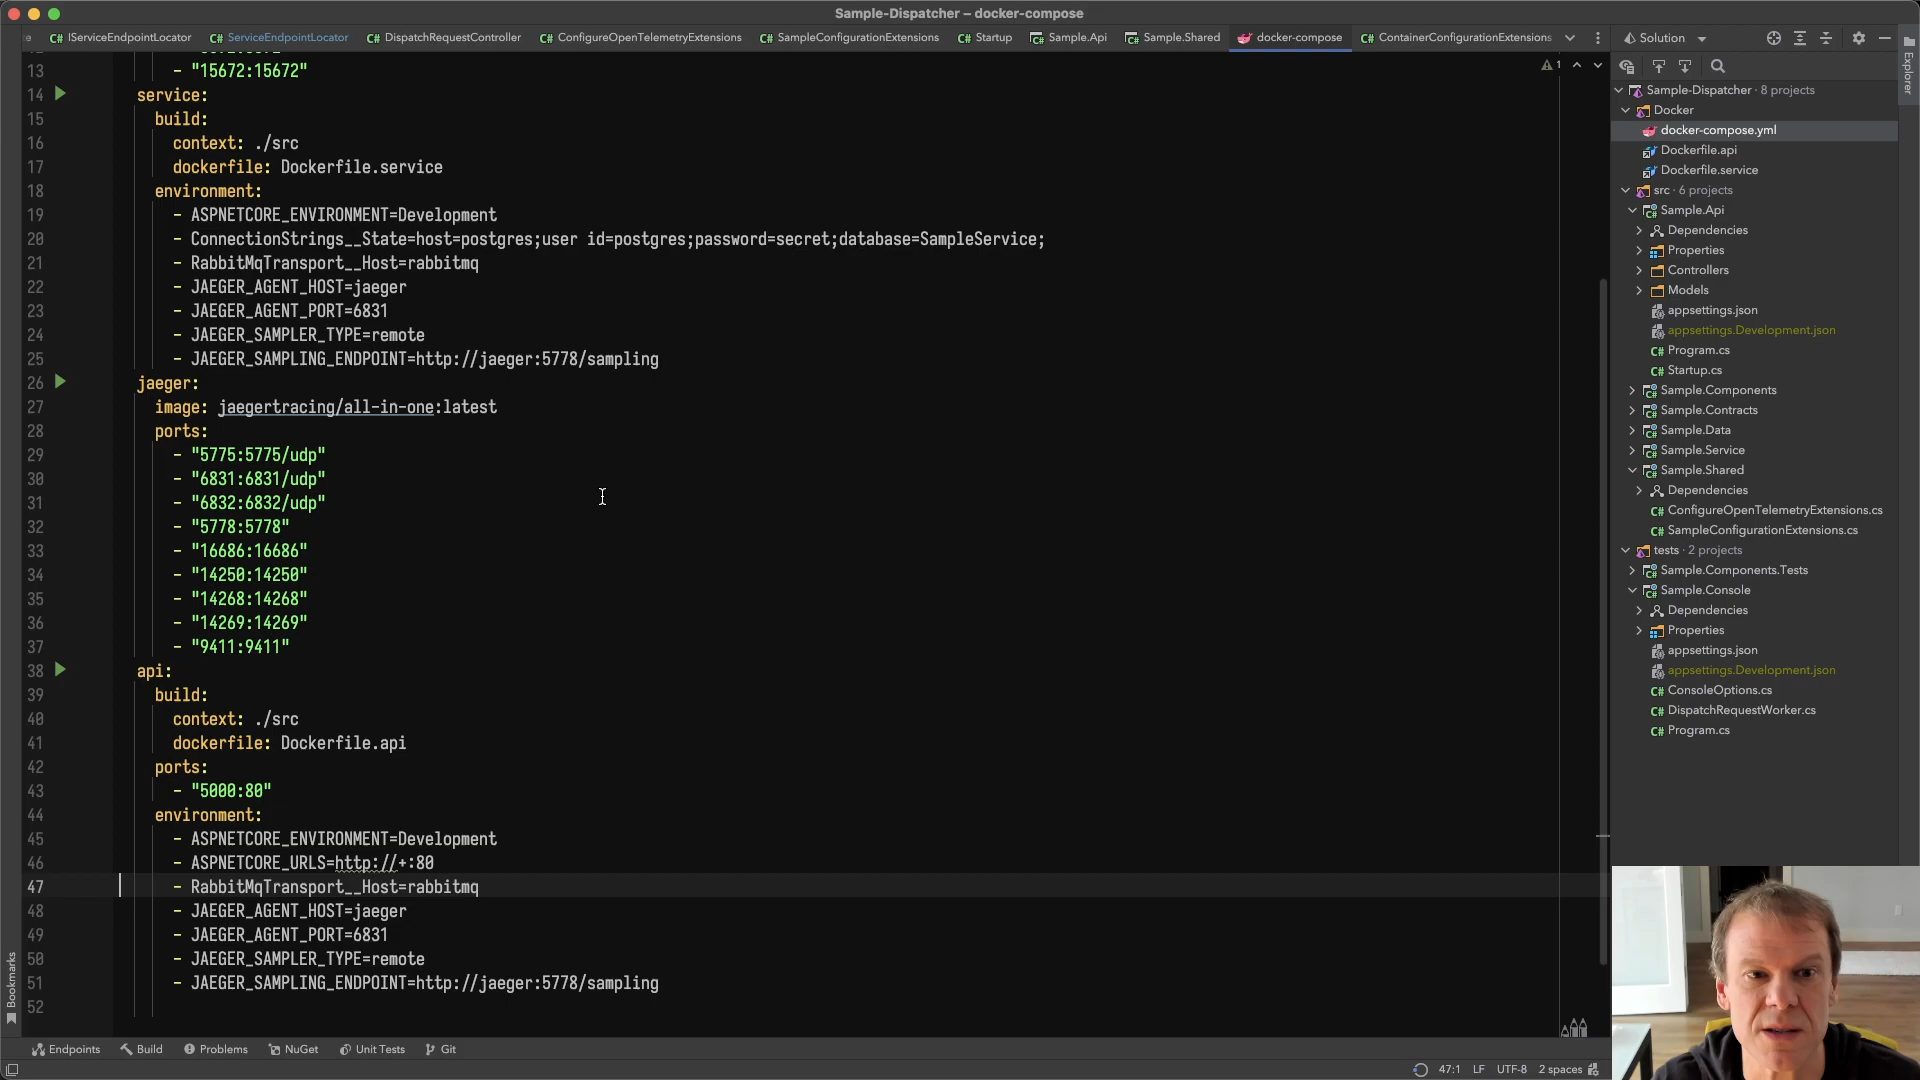 Sample-Dispatcher – docker-compose
IServiceEndpointLocator
ServiceEndpointLocator
DispatchRequestController
ConfigureOpenTelemetryExtensions
SampleConfigurationExtensions
Startup
Sample.Api
Sample.Shared
docker-compose
ContainerConfigurationExtensions
Solution
13 - "15672:15672"
14 service:
15 build:
16 context: ./src
17 dockerfile: Dockerfile.service
18 environment:
19 - ASPNETCORE_ENVIRONMENT=Development
20 - ConnectionStrings__State=host=postgres;user id=postgres;password=secret;database=SampleService;
21 - RabbitMqTransport__Host=rabbitmq
22 - JAEGER_AGENT_HOST=jaeger
23 - JAEGER_AGENT_PORT=6831
24 - JAEGER_SAMPLER_TYPE=remote
25 - JAEGER_SAMPLING_ENDPOINT=http://jaeger:5778/sampling
26 jaeger:
27 image: jaegertracing/all-in-one:latest
28 ports:
29 - "5775:5775/udp"
30 - "6831:6831/udp"
31 - "6832:6832/udp"
32 - "5778:5778"
33 - "16686:16686"
34 - "14250:14250"
35 - "14268:14268"
36 - "14269:14269"
37 - "9411:9411"
38 api:
39 build:
40 context: ./src
41 dockerfile: Dockerfile.api
42 ports:
43 - "5000:80"
44 environment:
45 - ASPNETCORE_ENVIRONMENT=Development
46 - ASPNETCORE_URLS=http://+:80
47 - RabbitMqTransport__Host=rabbitmq
48 - JAEGER_AGENT_HOST=jaeger
49 - JAEGER_AGENT_PORT=6831
50 - JAEGER_SAMPLER_TYPE=remote
51 - JAEGER_SAMPLING_ENDPOINT=http://jaeger:5778/sampling
52
1
Sample-Dispatcher · 8 projects
Docker
docker-compose.yml
Dockerfile.api
Dockerfile.service
src · 6 projects
Sample.Api
Dependencies
Properties
Controllers
Models
appsettings.json
appsettings.Development.json
Program.cs
Startup.cs
Sample.Components
Sample.Contracts
Sample.Data
Sample.Service
Sample.Shared
Dependencies
ConfigureOpenTelemetryExtensions.cs
SampleConfigurationExtensions.cs
tests · 2 projects
Sample.Components.Tests
Sample.Console
Dependencies
Properties
appsettings.json
appsettings.Development.json
ConsoleOptions.cs
DispatchRequestWorker.cs
Program.cs
Explorer
Bookmarks
Endpoints
Build
Problems
NuGet
Unit Tests
Git
47:1 LF UTF-8 2 spaces